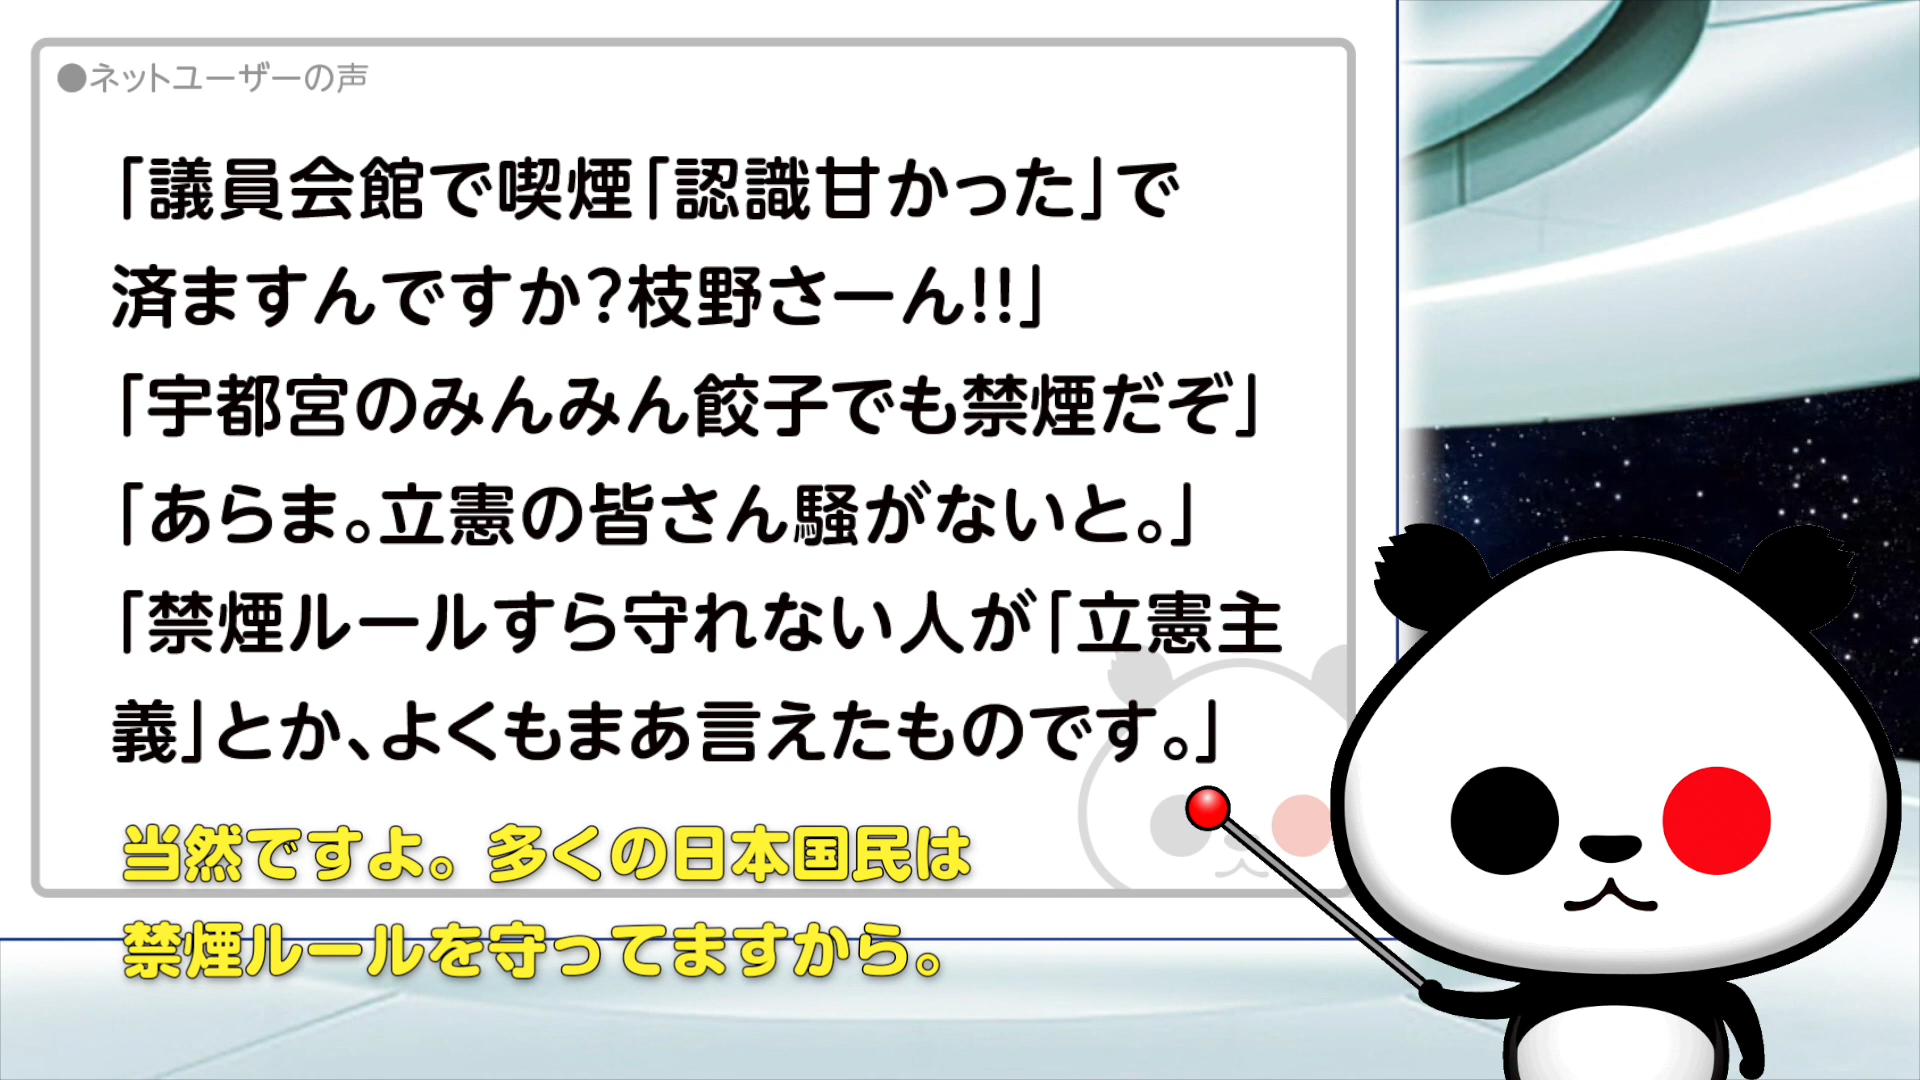 ●ネットユーザーの声
「議員会館で喫煙「認識甘かった」で
済ますんですか?枝野さーん!!」
「宇都宮のみんみん餃子でも禁煙だぞ」
「あらま。立憲の皆さん騒がないと。」
「禁煙ルールすら守れない人が「立憲主
義」とか、よくもまあ言えたものです。」
当然ですよ。多くの日本国民は
禁煙ルールを守ってますから。